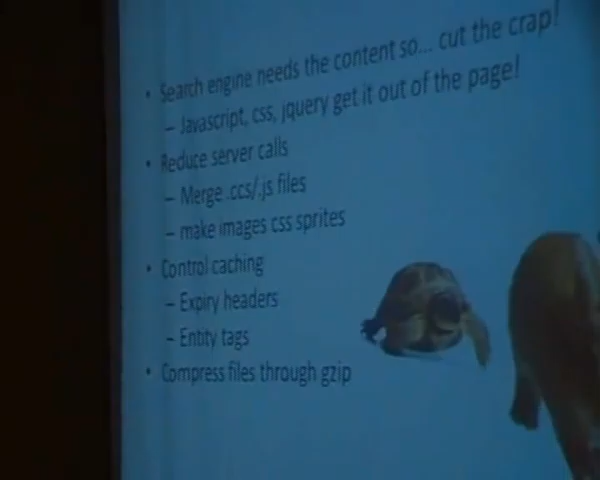 • Search engine needs the content so... cut the crap!
– Javascript, css, jquery get it out of the page!
• Reduce server calls
– Merge .ccs/.js files
– make images css sprites
• Control caching
– Expiry headers
– Entity tags
• Compress files through gzip